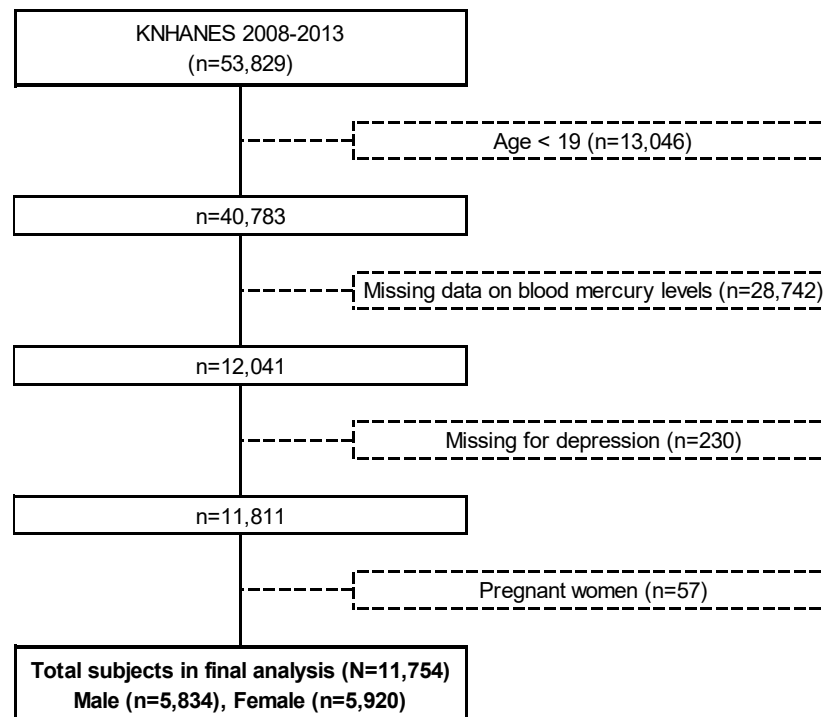 KNHANES 2008-2013
(n=53,829)
Age < 19 (n=13,046)
n=40,783
Missing data on blood mercury levels (n=28,742)
n=12,041
Missing for depression (n=230)
n=11,811
Pregnant women (n=57)
Total subjects in final analysis (N=11,754)
Male (n=5,834), Female (n=5,920)